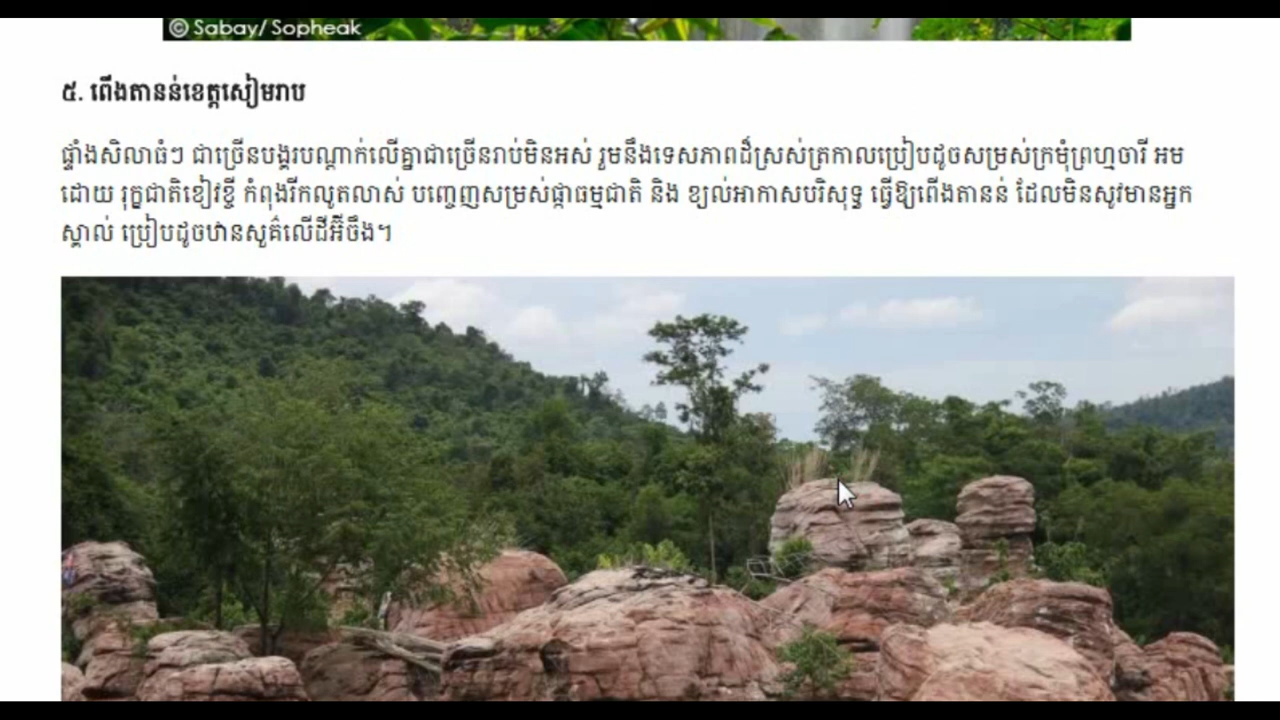 © Sabay/ Sopheak
៥. ពើងតានន់ខេត្តសៀមរាប
ផ្ទាំងសិលាធំៗ ជាច្រើនបង្គរបណ្តាក់លើគ្នាជាច្រើនរាប់មិនអស់ រួមនឹងទេសភាពដ៏ស្រស់ត្រកាលប្រៀបដូចសម្រស់ក្រមុំព្រហ្មចារី អម
ដោយ រុក្ខជាតិខៀវខ្ចី កំពុងរីកលូតលាស់ បញ្ចេញសម្រស់ផ្កាធម្មជាតិ និង ខ្យល់អាកាសបរិសុទ្ធ ធ្វើឱ្យពើងតានន់ ដែលមិនសូវមានអ្នក
ស្គាល់ ប្រៀបដូចឋានសួគ៌លើដីអ៊ីចឹង។